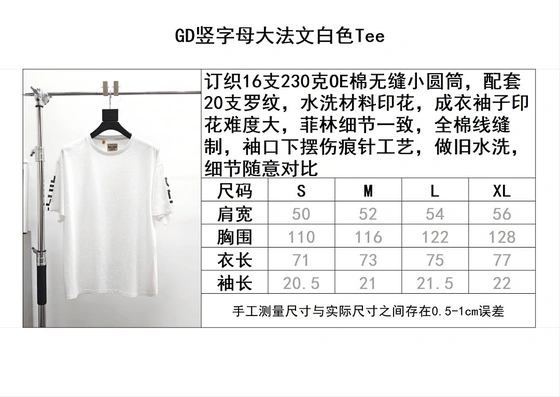 GD竖字母大法文白色Tee
订织16支230克OE棉无缝小圆筒，配套
20支罗纹，水洗材料印花，成衣袖子印
花难度大，菲林细节一致，全棉线缝
制，袖口下摆伤痕针工艺，做旧水洗，
细节随意对比
尺码 S M L XL
肩宽 50 52 54 56
胸围 110 116 122 128
衣长 71 73 75 77
袖长 20.5 21 21.5 22
手工测量尺寸与实际尺寸之间存在0.5-1cm误差